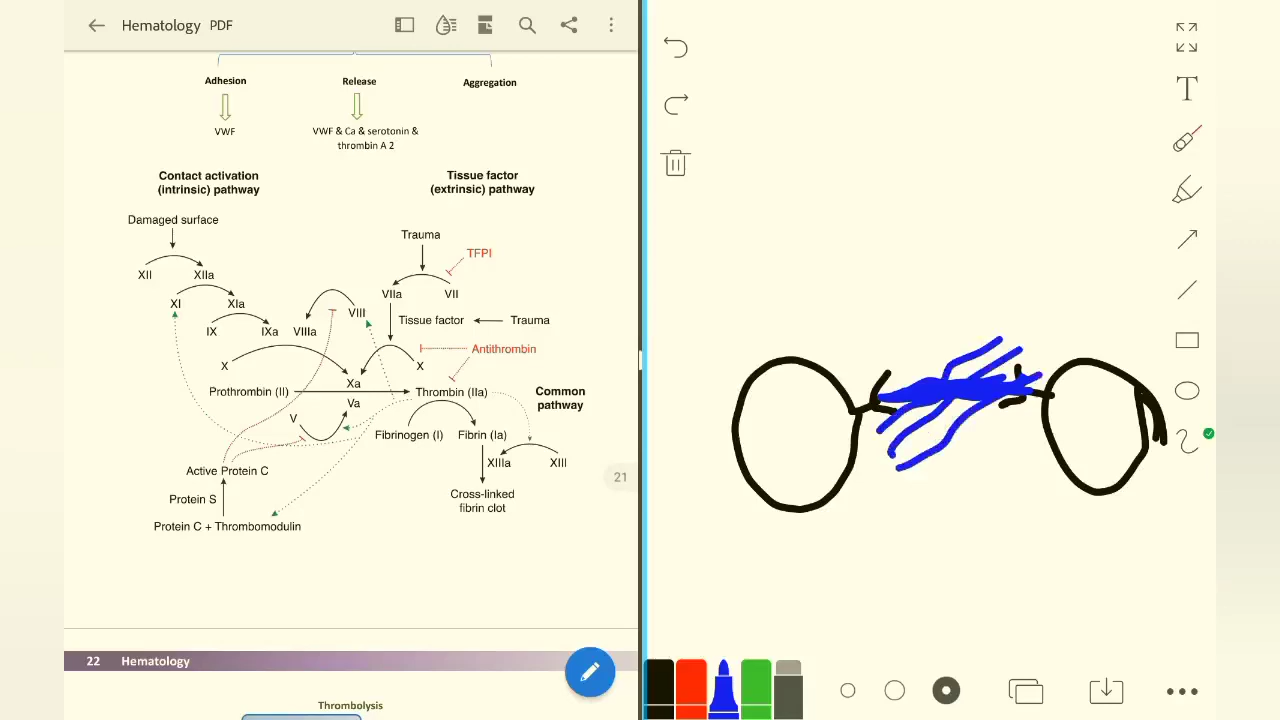 Hematology PDF
Adhesion
Release
Aggregation
VWF
VWF & Ca & serotonin &
thrombin A 2
Contact activation
(intrinsic) pathway
Tissue factor
(extrinsic) pathway
Damaged surface
Trauma
TFPI
XII
XIIa
VIIa
VII
XI
XIa
VIII
Tissue factor
Trauma
IX
IXa
VIIIa
Antithrombin
X
X
Xa
Prothrombin (II)
Thrombin (IIa)
Common
pathway
Va
V
Fibrinogen (I)
Fibrin (Ia)
XIIIa
XIII
Active Protein C
21
Protein S
Cross-linked
fibrin clot
Protein C + Thrombomodulin
22 Hematology
Thrombolysis
T